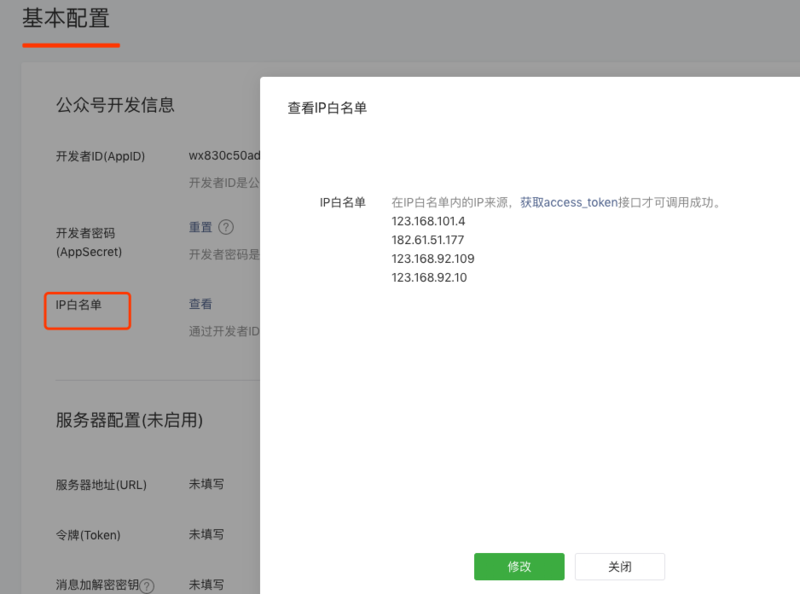 基本配置
公众号开发信息
开发者ID(AppID)
wx830c50ad
开发者ID是公
开发者密码
(AppSecret)
重置 ?
开发者密码是
IP白名单
查看
通过开发者ID
服务器配置(未启用)
服务器地址(URL)
未填写
令牌(Token)
未填写
消息加解密密钥 ?
未填写
查看IP白名单
IP白名单
在IP白名单内的IP来源，获取access_token接口才可调用成功。
123.168.101.4
182.61.51.177
123.168.92.109
123.168.92.10
修改
关闭